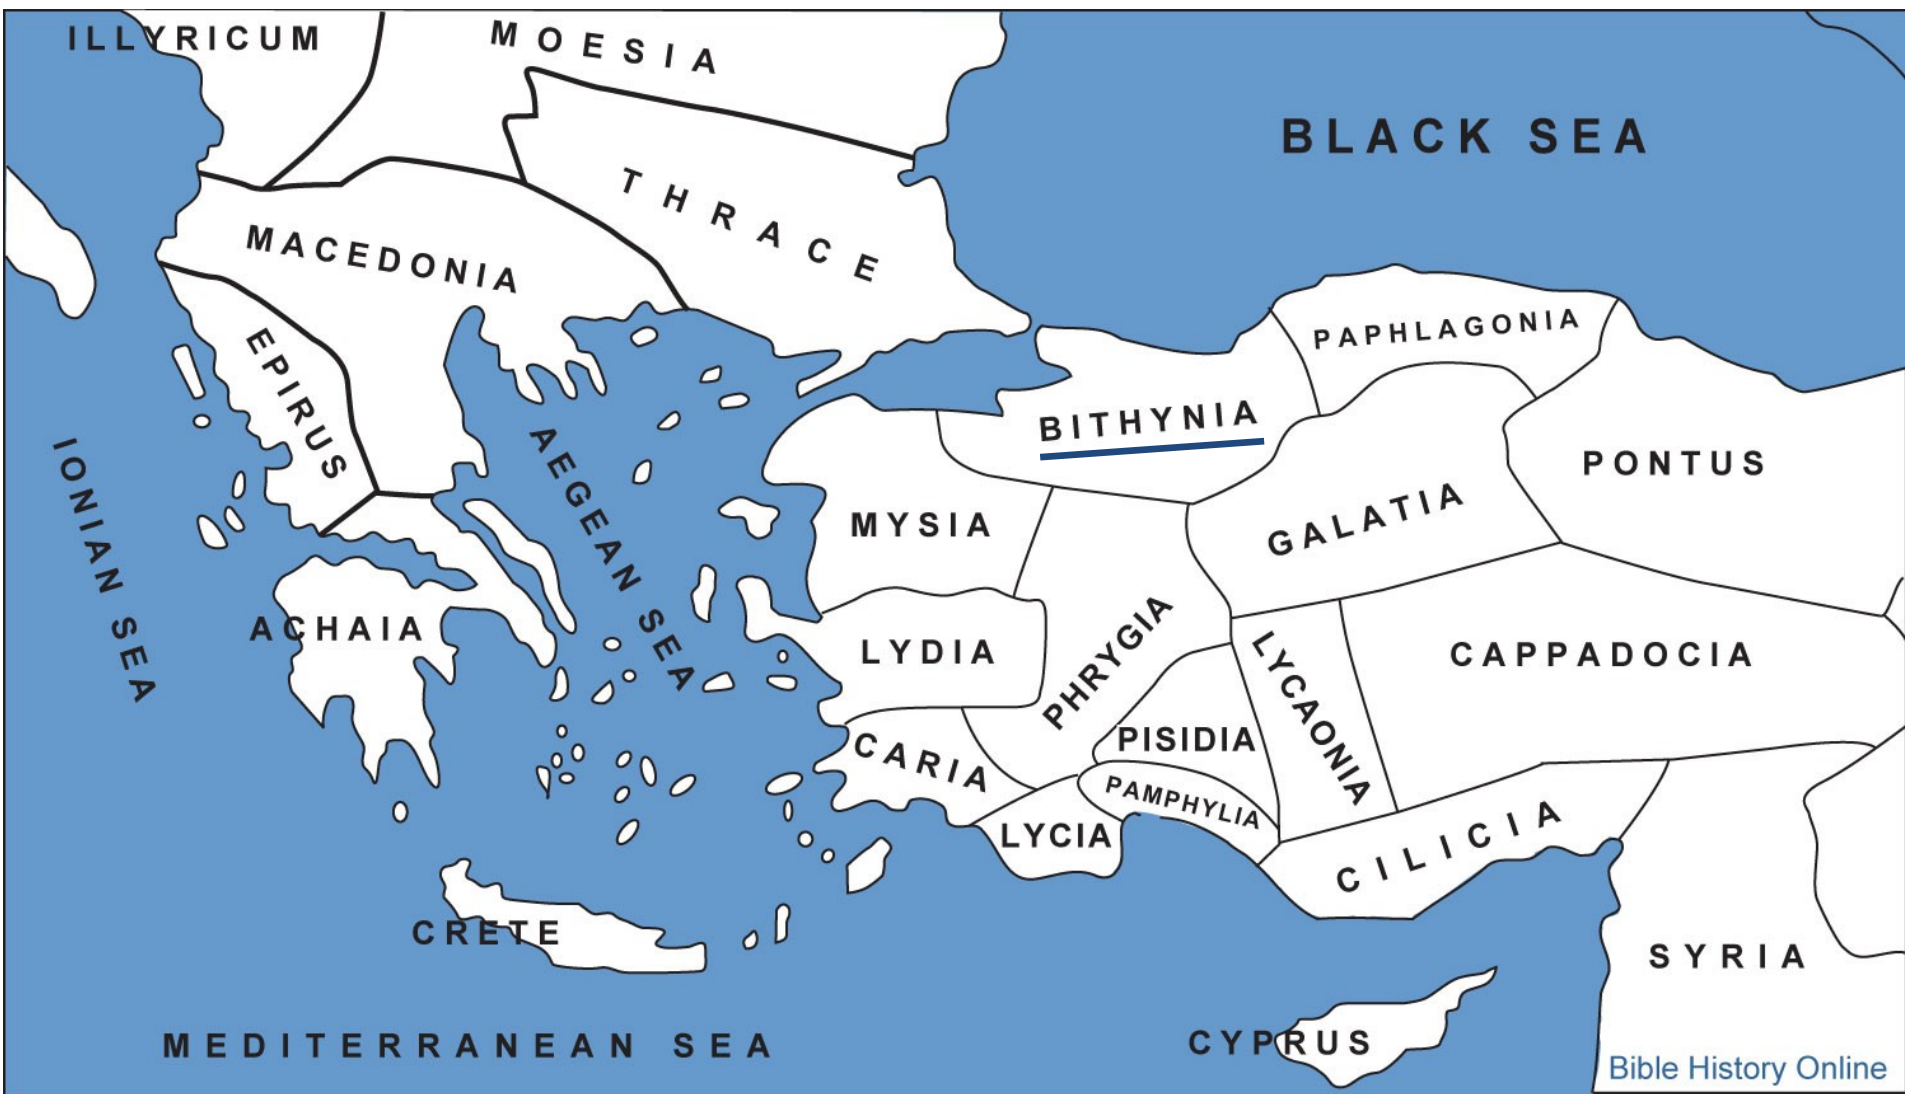 ILLYRICUM
MOESIA
BLACK SEA
THRACE
MACEDONIA
PAPHLAGONIA
EPIRUS
BITHYNIA
PONTUS
IONIAN SEA
AEGEAN SEA
MYSIA
GALATIA
ACHAIA
LYDIA
PHRYGIA
LYCAONIA
CAPPADOCIA
CARIA
PISIDIA
PAMPHYLIA
LYCIA
CILICIA
CRETE
SYRIA
MEDITERRANEAN SEA
CYPRUS
Bible History Online